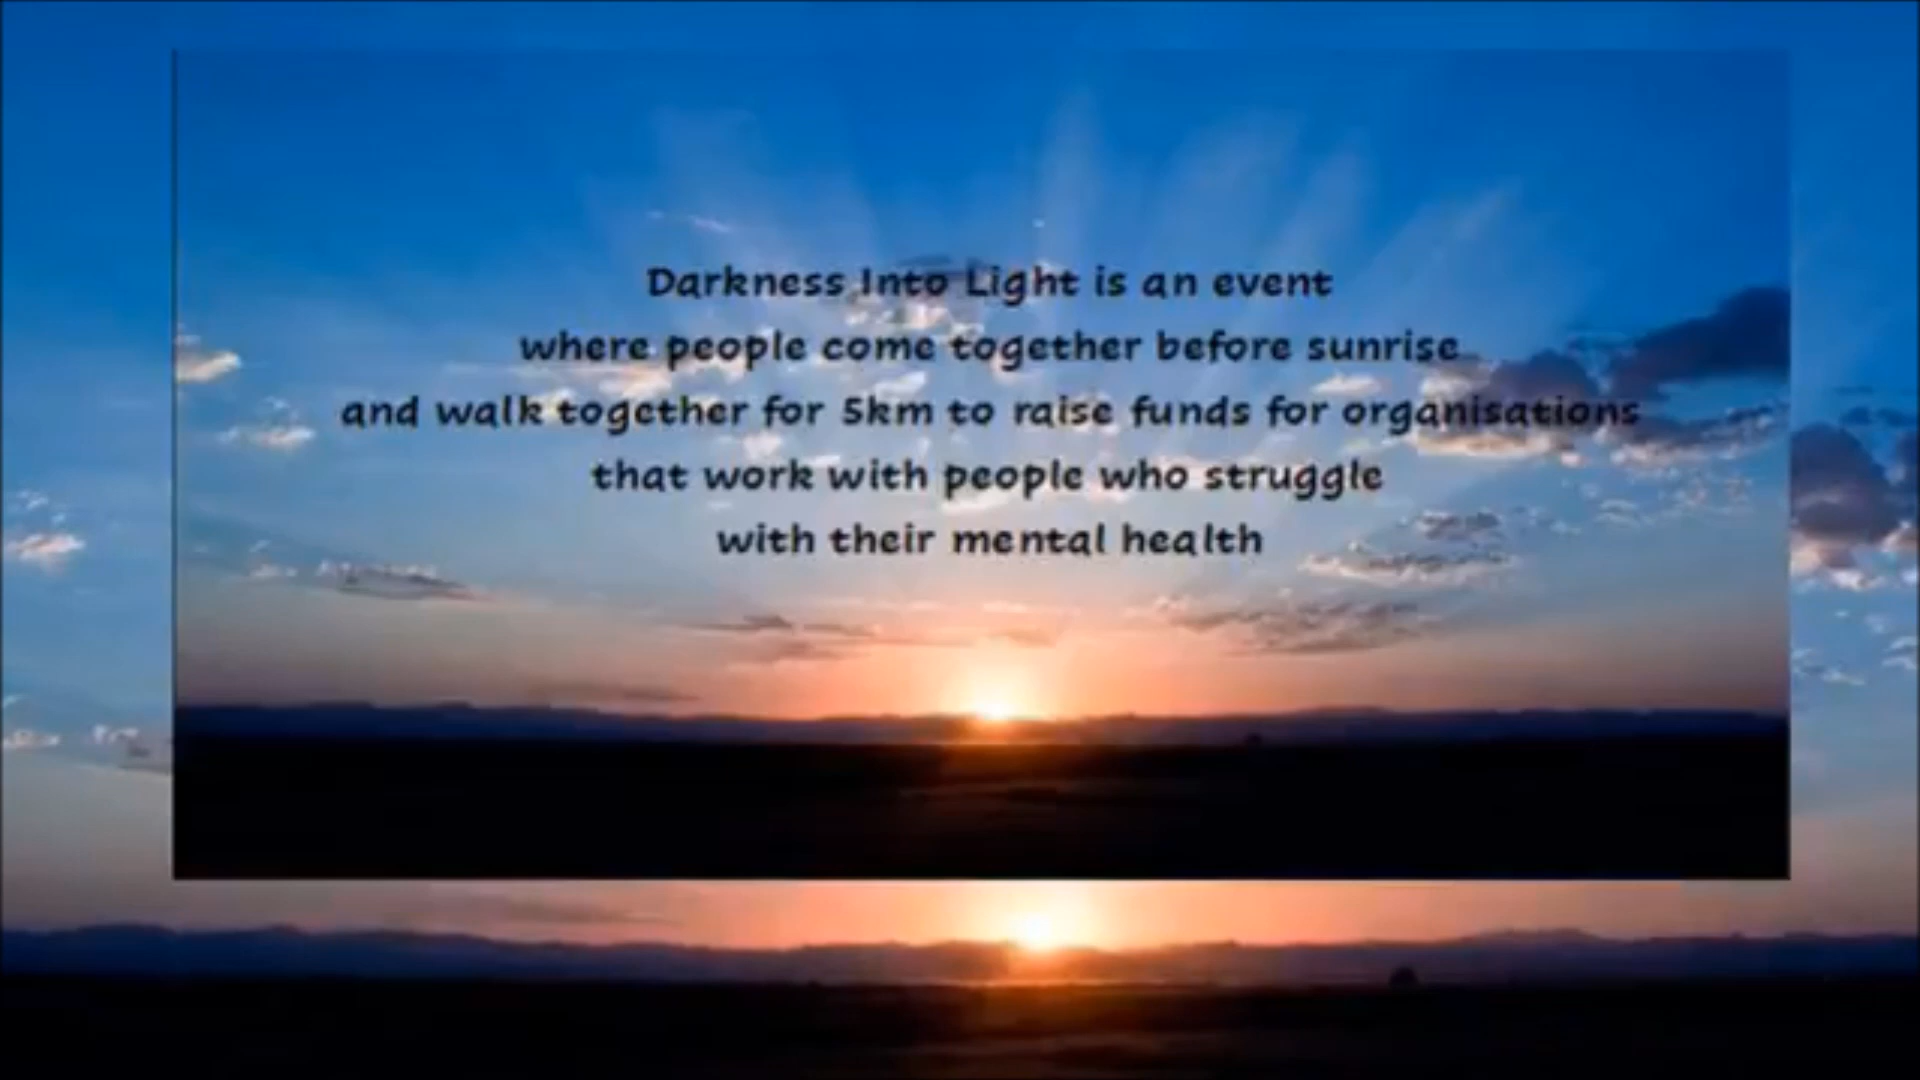 Darkness Into Light is an event
where people come together before sunrise
and walk together for 5km to raise funds for organisations
that work with people who struggle
with their mental health